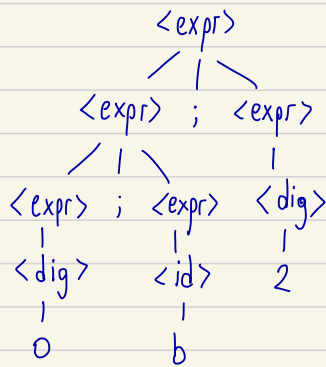 <expr>
<expr> ; <expr>
<expr> ; <expr> <dig>
<dig> <id> 2
0 b